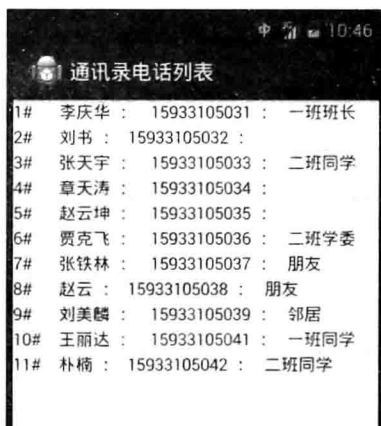 中 10:46
通讯录电话列表
1# 李庆华 : 15933105031 : 一班班长
2# 刘书 : 15933105032 :
3# 张天宇 : 15933105033 : 二班同学
4# 章天涛 : 15933105034 :
5# 赵云坤 : 15933105035 :
6# 贾克飞 : 15933105036 : 二班学委
7# 张铁林 : 15933105037 : 朋友
8# 赵云 : 15933105038 : 朋友
9# 刘美麟 : 15933105039 : 邻居
10# 王丽达 : 15933105041 : 一班同学
11# 朴楠 : 15933105042 : 二班同学